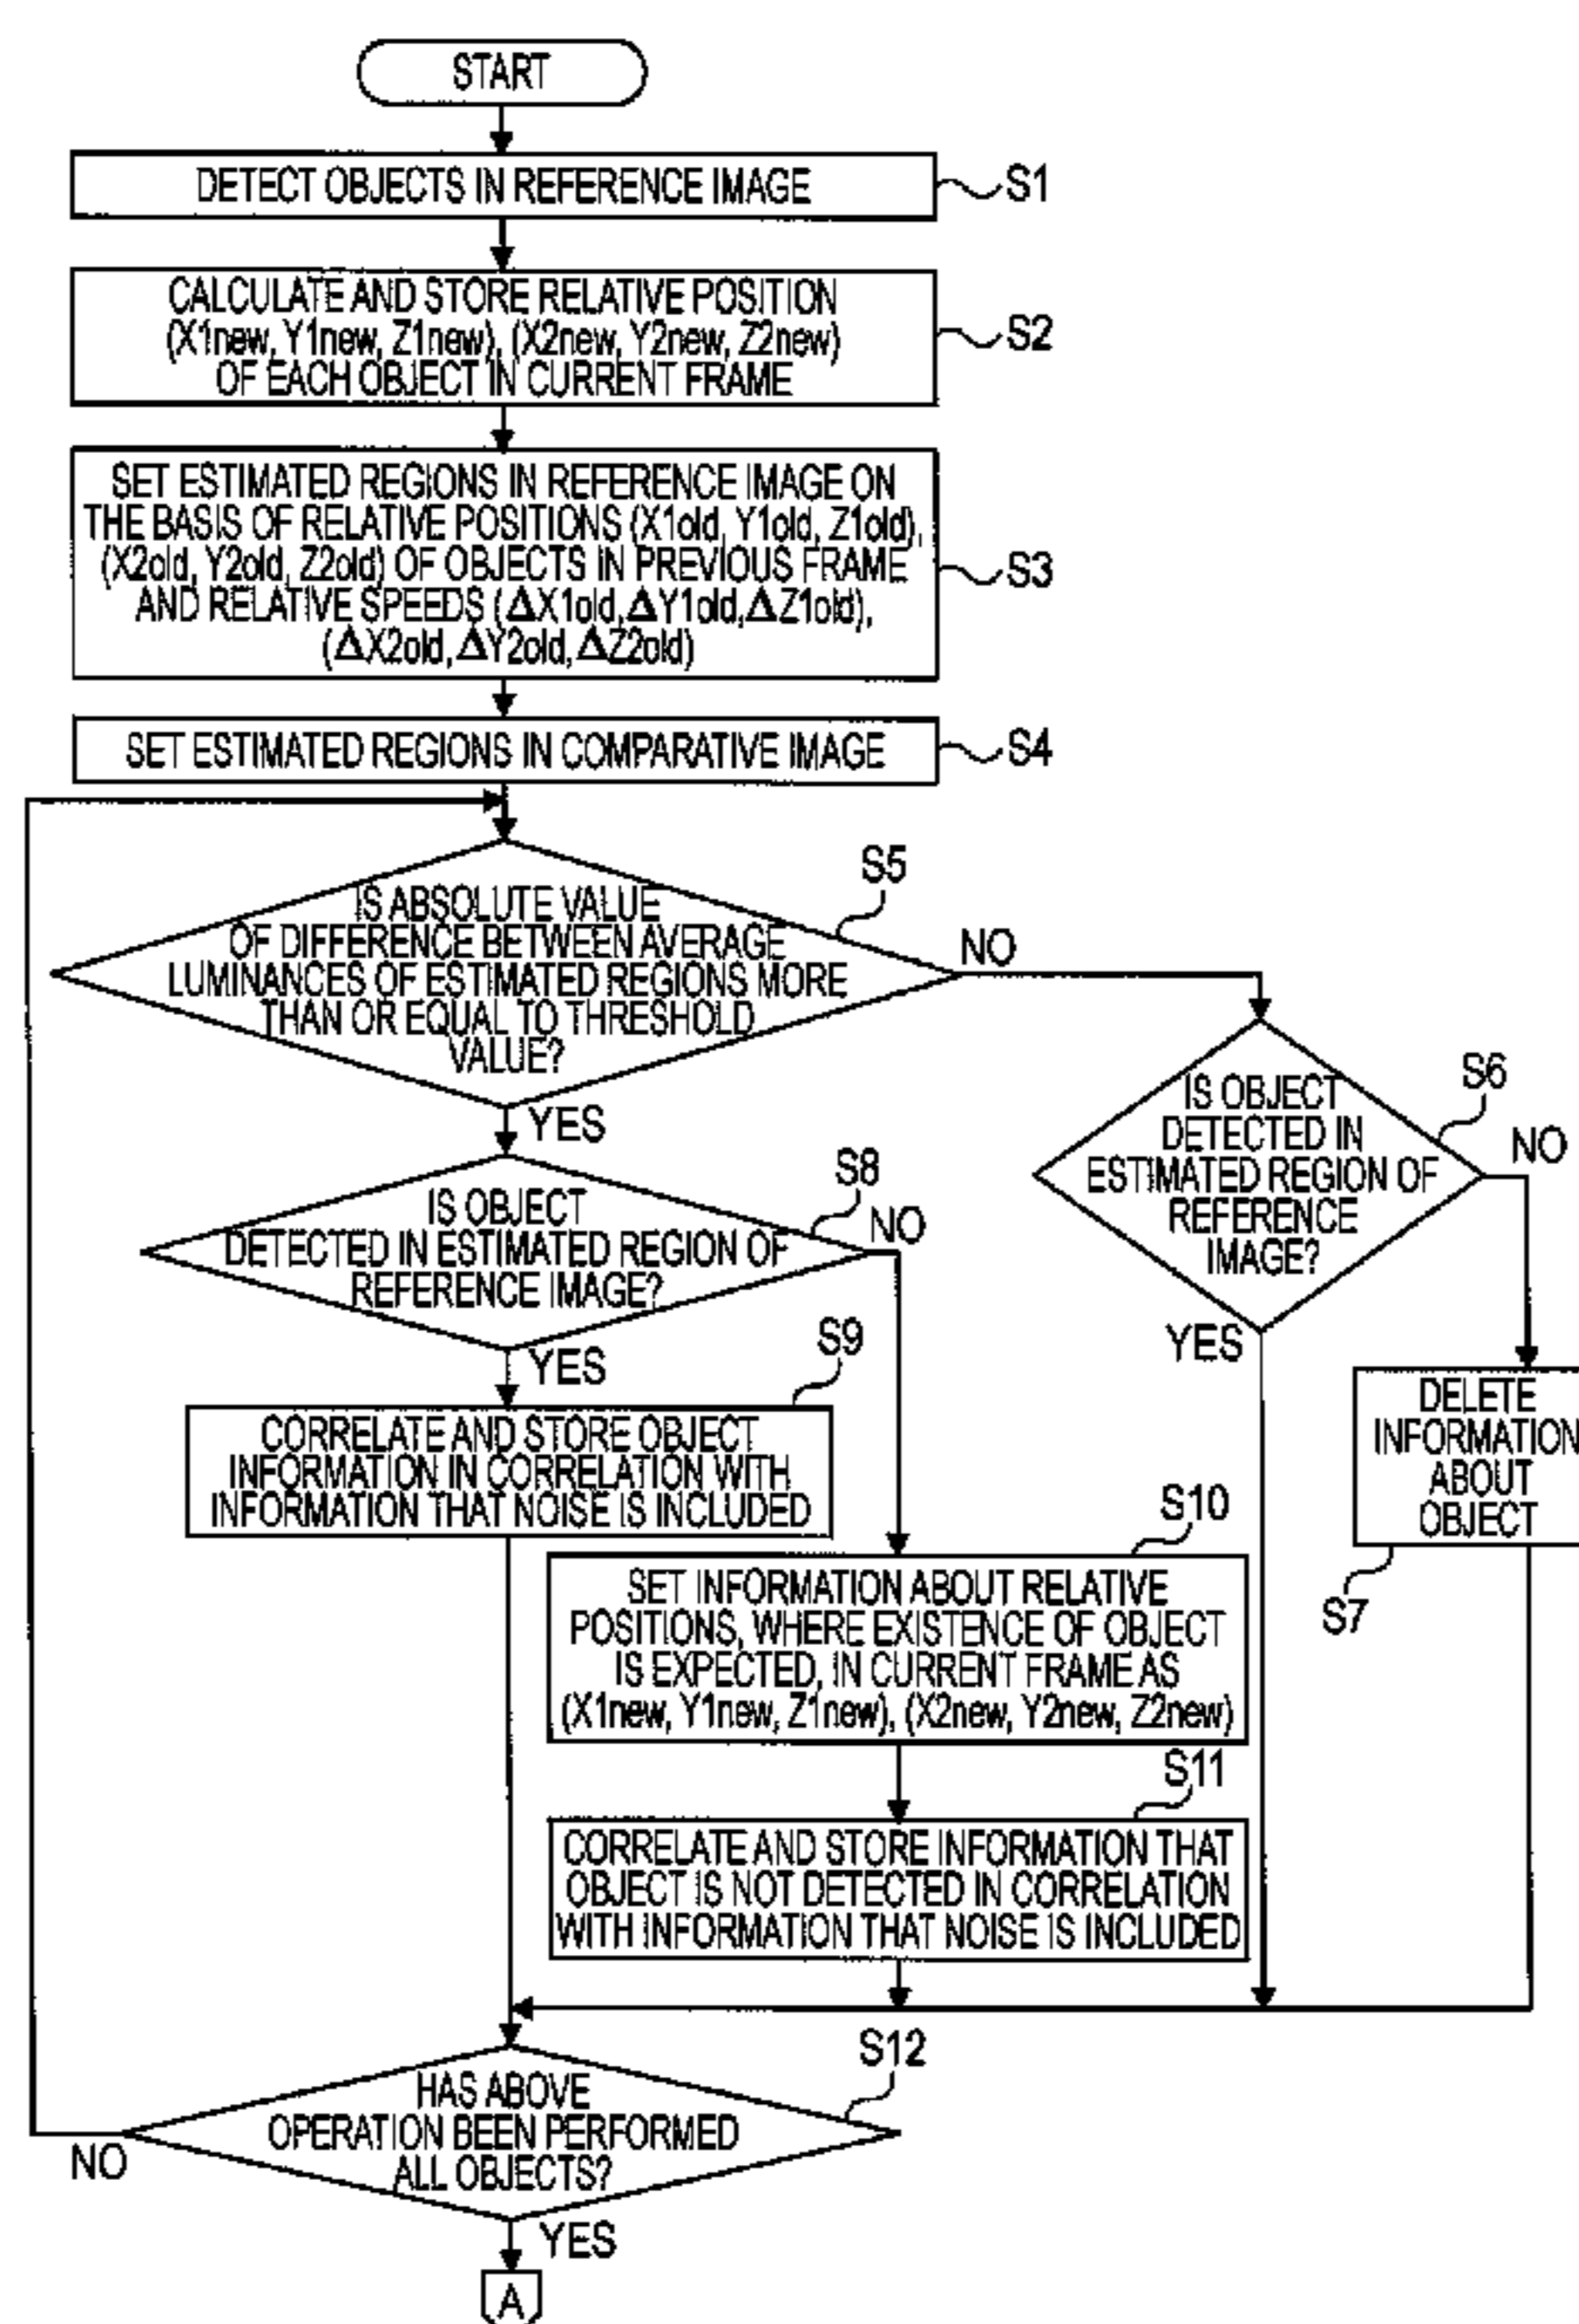 START
DETECT OBJECTS IN REFERENCE IMAGE
S1
CALCULATE AND STORE RELATIVE POSITION
(X1new, Y1new, Z1new), (X2new, Y2new, Z2new)
OF EACH OBJECT IN CURRENT FRAME
S2
SET ESTIMATED REGIONS IN REFERENCE IMAGE ON
THE BASIS OF RELATIVE POSITIONS (X1old, Y1old, Z1old),
(X2old, Y2old, Z2old) OF OBJECTS IN PREVIOUS FRAME
AND RELATIVE SPEEDS (ΔX1old, ΔY1old, ΔZ1old),
(ΔX2old, ΔY2old, ΔZ2old)
S3
SET ESTIMATED REGIONS IN COMPARATIVE IMAGE
S4
S5
IS ABSOLUTE VALUE
OF DIFFERENCE BETWEEN AVERAGE
LUMINANCES OF ESTIMATED REGIONS MORE
THAN OR EQUAL TO THRESHOLD
VALUE?
NO
YES
S6
IS OBJECT
DETECTED IN
ESTIMATED REGION OF
REFERENCE
IMAGE?
NO
YES
S8
IS OBJECT
DETECTED IN ESTIMATED REGION OF
REFERENCE IMAGE?
NO
YES
S9
CORRELATE AND STORE OBJECT
INFORMATION IN CORRELATION WITH
INFORMATION THAT NOISE IS INCLUDED
DELETE
INFORMATION
ABOUT
OBJECT
S7
S10
SET INFORMATION ABOUT RELATIVE
POSITIONS, WHERE EXISTENCE OF OBJECT
IS EXPECTED, IN CURRENT FRAME AS
(X1new, Y1new, Z1new), (X2new, Y2new, Z2new)
S11
CORRELATE AND STORE INFORMATION THAT
OBJECT IS NOT DETECTED IN CORRELATION
WITH INFORMATION THAT NOISE IS INCLUDED
S12
HAS ABOVE
OPERATION BEEN PERFORMED
ALL OBJECTS?
NO
YES
A